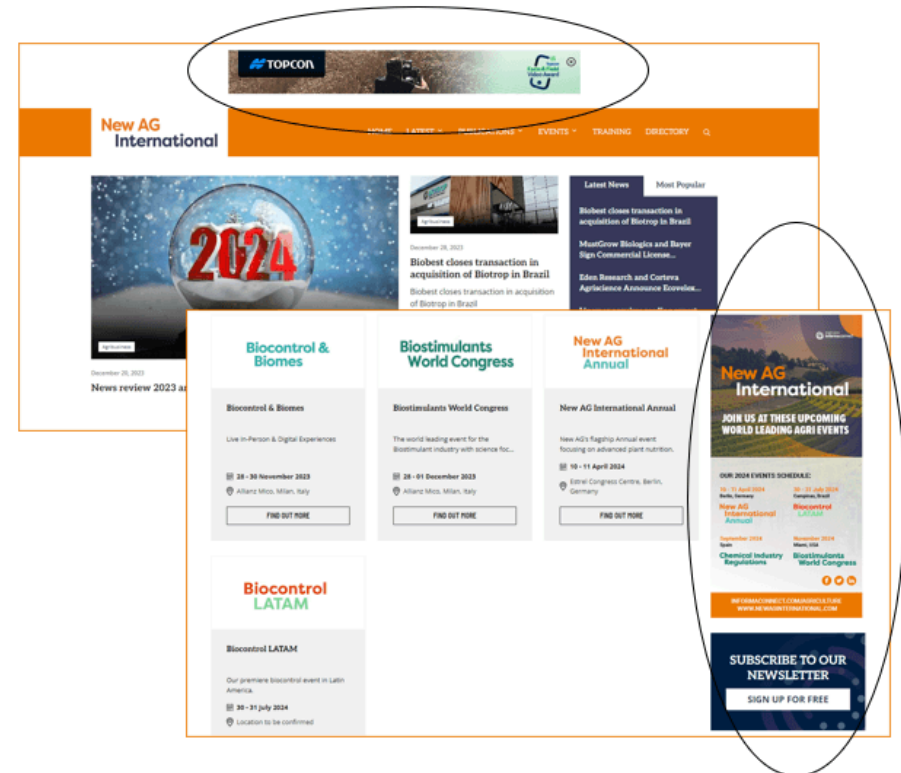 TOPCON
Video Award
New AG
International
HOME LATEST PUBLICATIONS EVENTS TRAINING DIRECTORY
2024
Agribusiness
December 28, 2023
News review 2023
Agribusiness
December 28, 2023
Biobest closes transaction in
acquisition of Biotrop in Brazil
Biobest closes transaction in acquisition
of Biotrop in Brazil
Latest News Most Popular
Biobest closes transaction in
acquisition of Biotrop in Brazil
MustGrow Biologics and Bayer
Sign Commercial License...
Eden Research and Corteva
Agriscience Announce Ecovelex...
Biocontrol &
Biomes
Biocontrol & Biomes
Live In-Person & Digital Experiences
28 - 30 November 2023
Allianz Mico, Milan, Italy
FIND OUT MORE
Biostimulants
World Congress
Biostimulants World Congress
The world leading event for the
Biostimulant industry with science foc...
28 - 01 December 2023
Allianz Mico, Milan, Italy
FIND OUT MORE
New AG
International
Annual
New AG International Annual
New AG's flagship Annual event
focusing on advanced plant nutrition.
10 - 11 April 2024
Estrel Congress Centre, Berlin,
Germany
FIND OUT MORE
Biocontrol
LATAM
Biocontrol LATAM
Our premiere biocontrol event in Latin
America.
30 - 31 July 2024
Location to be confirmed
New AG
International
JOIN US AT THESE UPCOMING
WORLD LEADING AGRI EVENTS
OUR 2024 EVENTS SCHEDULE:
10 - 11 April 2024
Berlin, Germany
New AG
International
Annual
30 - 31 July 2024
Campinas, Brazil
Biocontrol
LATAM
September 2024
Spain
Chemical Industry
Regulations
November 2024
Miami, USA
Biostimulants
World Congress
INFORMACONNECT.COM/AGRICULTURE
WWW.NEWAGINTERNATIONAL.COM
SUBSCRIBE TO OUR
NEWSLETTER
SIGN UP FOR FREE